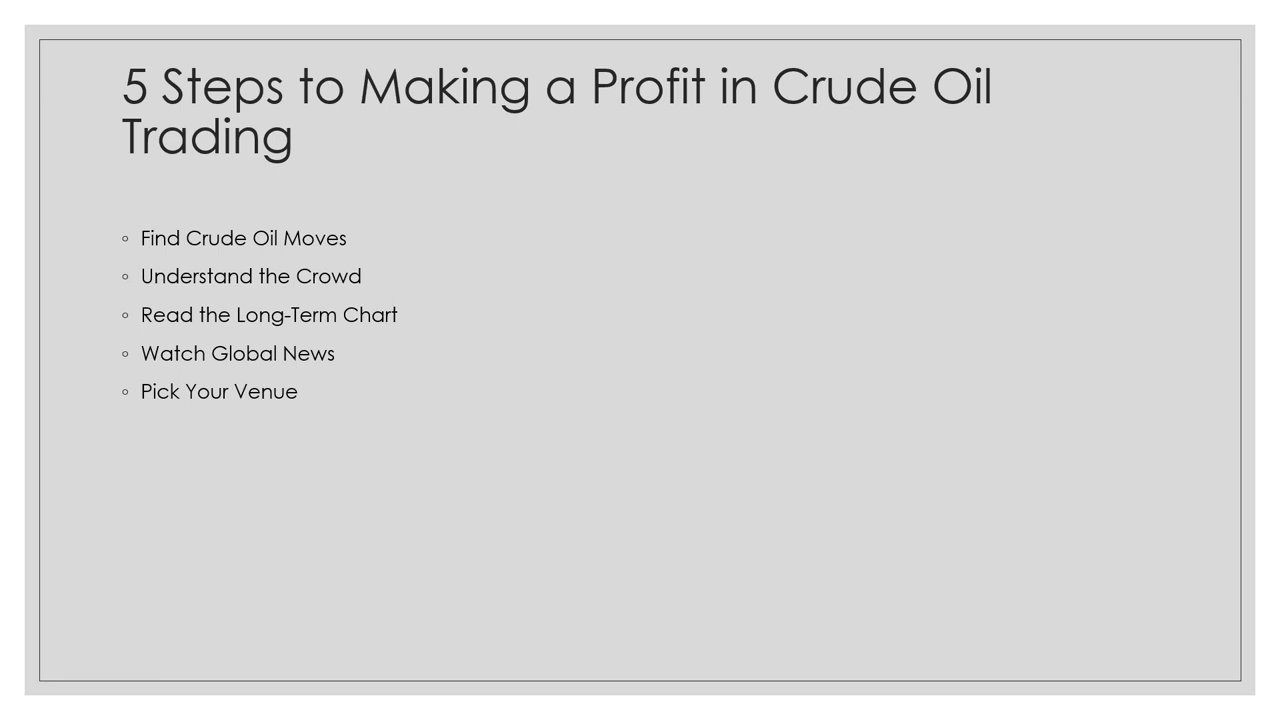 5 Steps to Making a Profit in Crude Oil
Trading
◦ Find Crude Oil Moves
◦ Understand the Crowd
◦ Read the Long-Term Chart
◦ Watch Global News
◦ Pick Your Venue